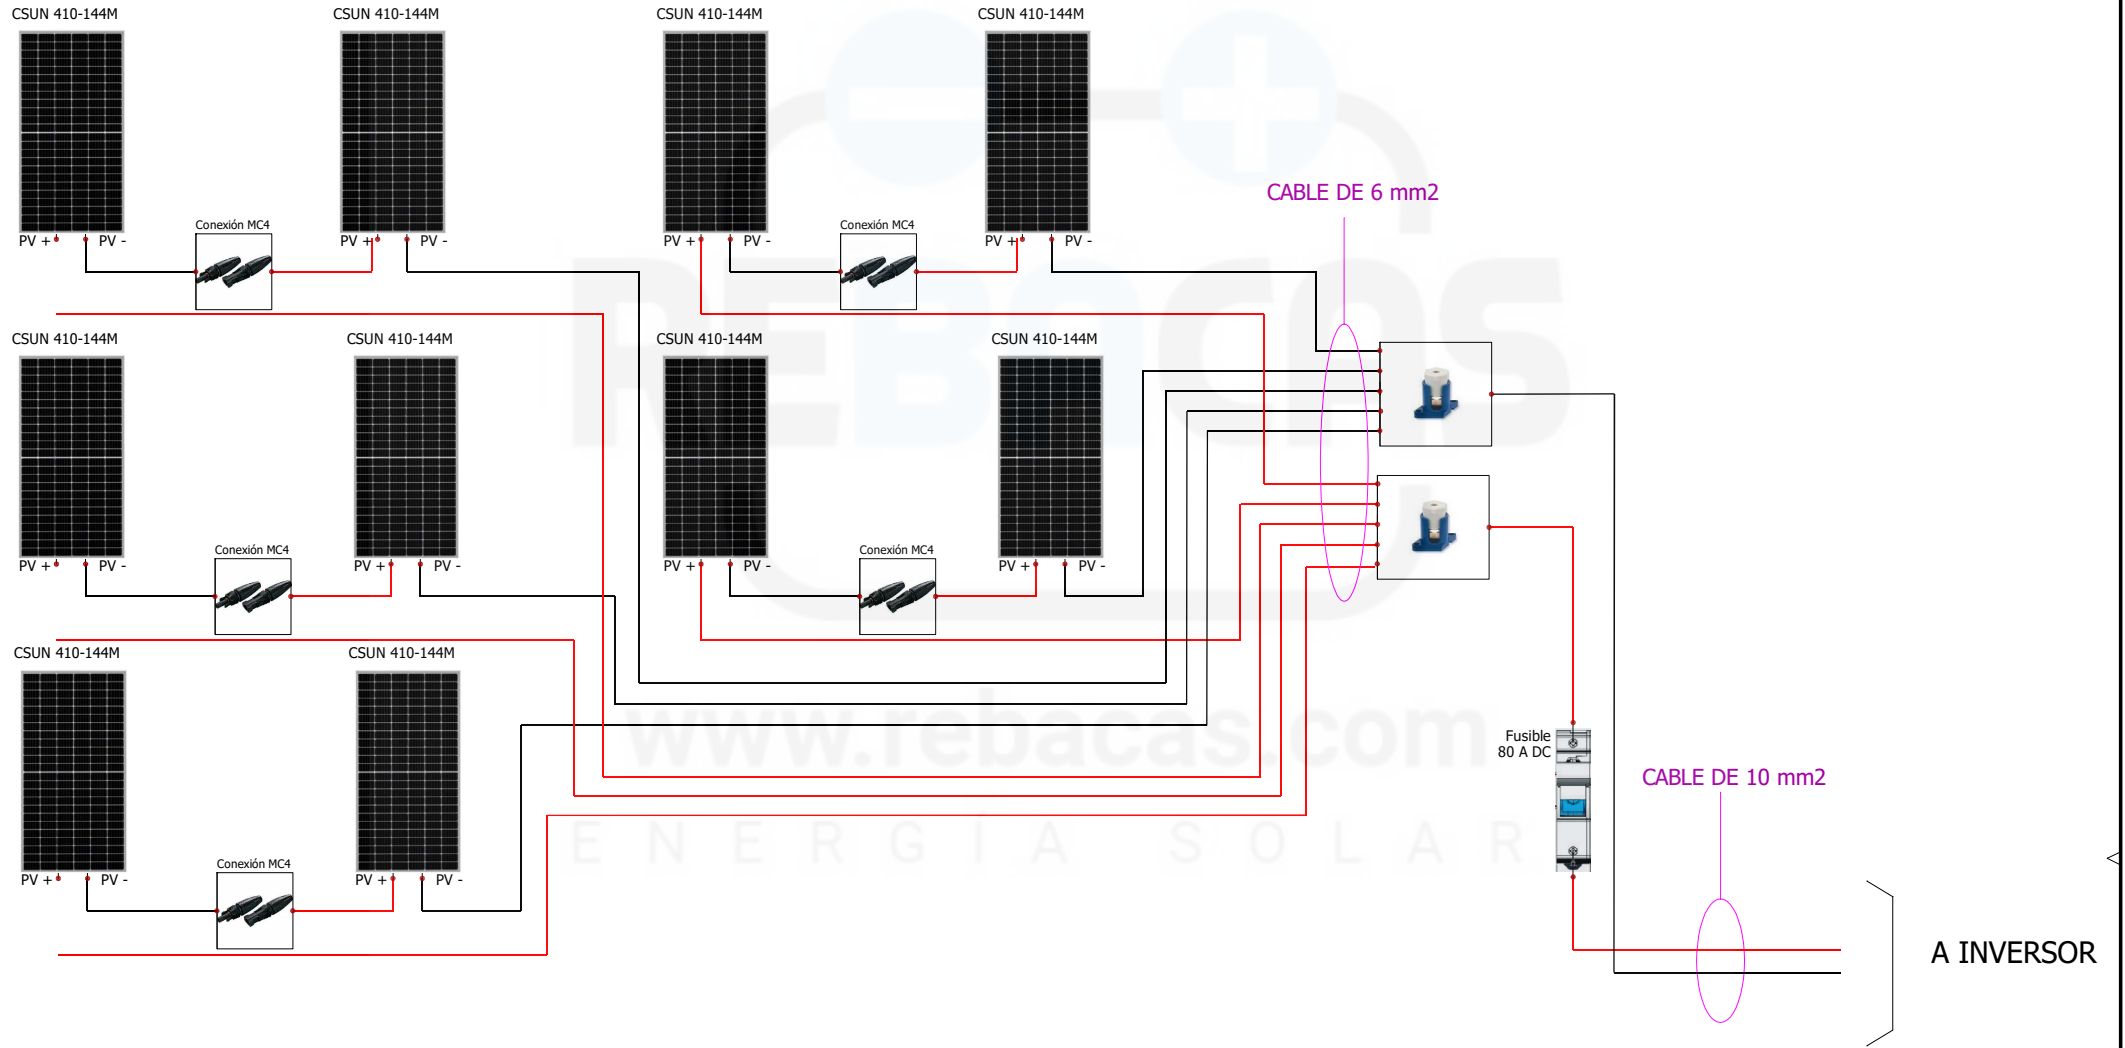 CSUN 410-144M
CSUN 410-144M
CSUN 410-144M
CSUN 410-144M
CABLE DE 6 mm2
Conexión MC4
Conexión MC4
PV +
PV -
PV +
PV -
PV +
PV -
PV +
PV -
REBACAS
CSUN 410-144M
CSUN 410-144M
CSUN 410-144M
CSUN 410-144M
Conexión MC4
Conexión MC4
PV +
PV -
PV +
PV -
PV +
PV -
PV +
PV -
CSUN 410-144M
CSUN 410-144M
www.rebacas.com
Fusible
80 A DC
CABLE DE 10 mm2
ENERGÍA SOLAR
Conexión MC4
PV +
PV -
PV +
PV -
A INVERSOR